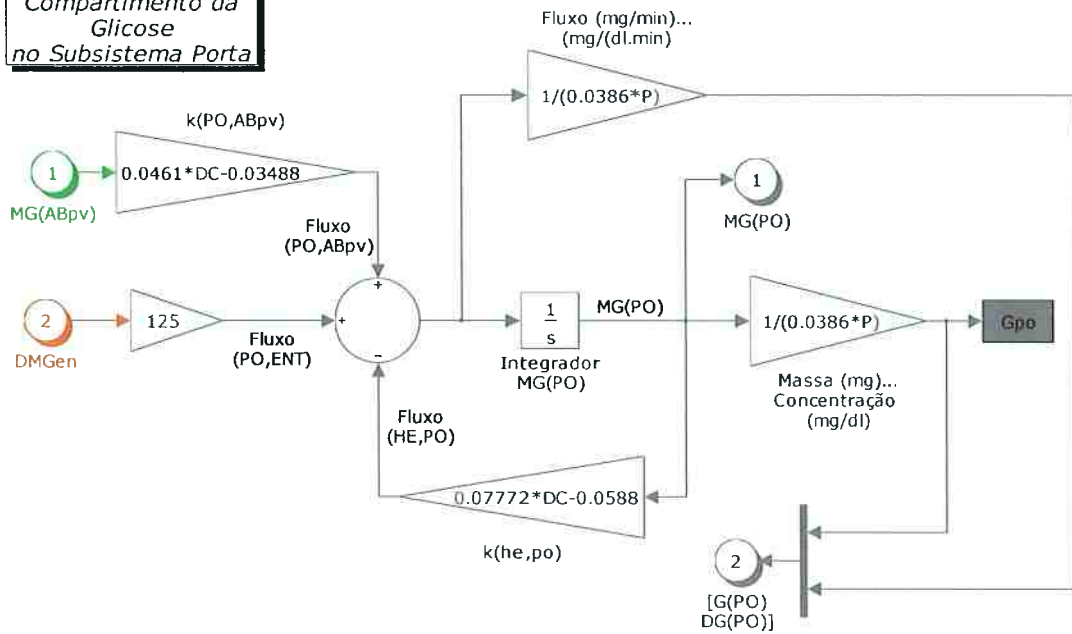 Compartimento da
Glicose
no Subsistema Porta
Fluxo (mg/min)...
(mg/(dl.min)
1/(0.0386*P)
k(PO,ABpv)
1
0.0461*DC-0.03488
MG(ABpv)
Fluxo
(PO,ABpv)
1
MG(PO)
2
125
DMGen
Fluxo
(PO,ENT)
+
+
-
1
s
Integrador
MG(PO)
MG(PO)
1/(0.0386*P)
Massa (mg)...
Concentração
(mg/dl)
Gpo
Fluxo
(HE,PO)
0.07772*DC-0.0588
k(he,po)
2
[G(PO)
DG(PO)]